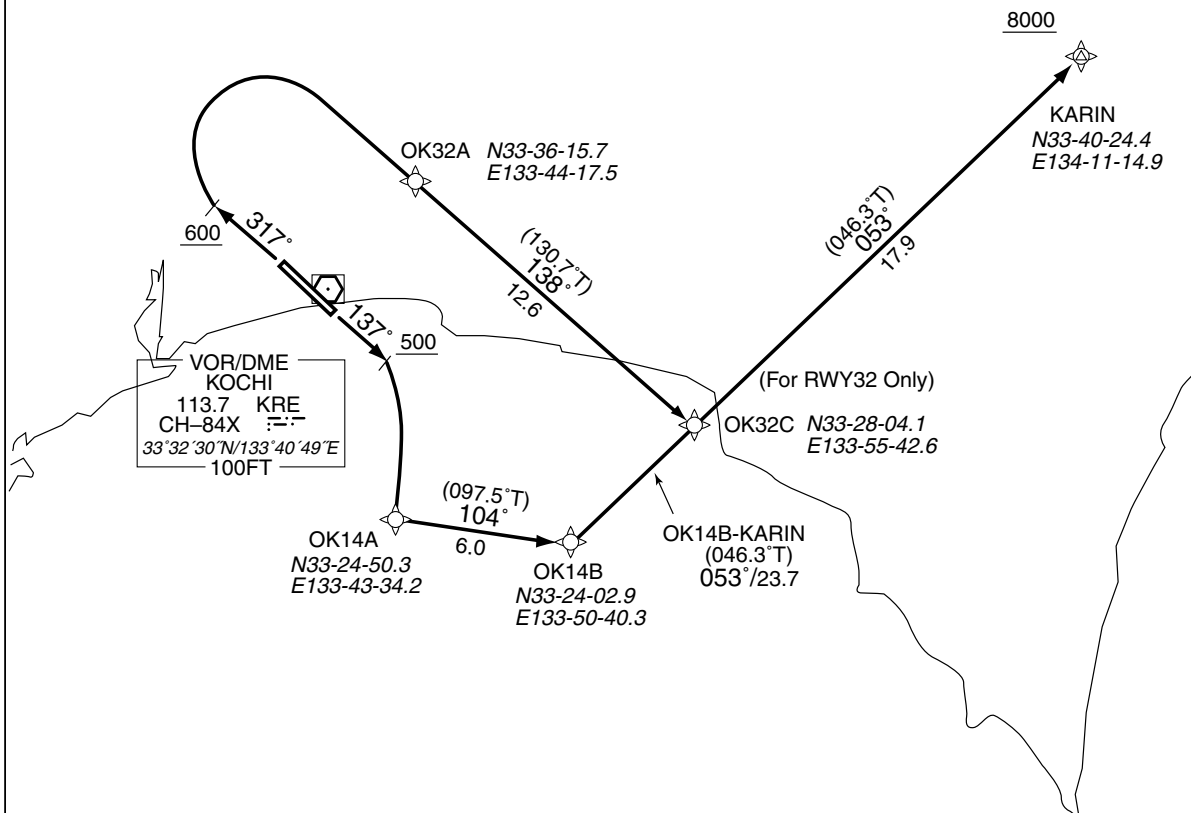 8000
KARIN
N33-40-24.4
E134-11-14.9
OK32A N33-36-15.7
E133-44-17.5
(046.3°T)
053°
17.9
600
317°
(130.7°T)
138°
12.6
137°
500
VOR/DME
KOCHI
113.7 KRE
CH–84X
33°32´30˝N/133°40´49˝E
100FT
(For RWY32 Only)
OK32C N33-28-04.1
E133-55-42.6
(097.5°T)
104°
6.0
OK14A
N33-24-50.3
E133-43-34.2
OK14B
N33-24-02.9
E133-50-40.3
OK14B-KARIN
(046.3°T)
053°/23.7